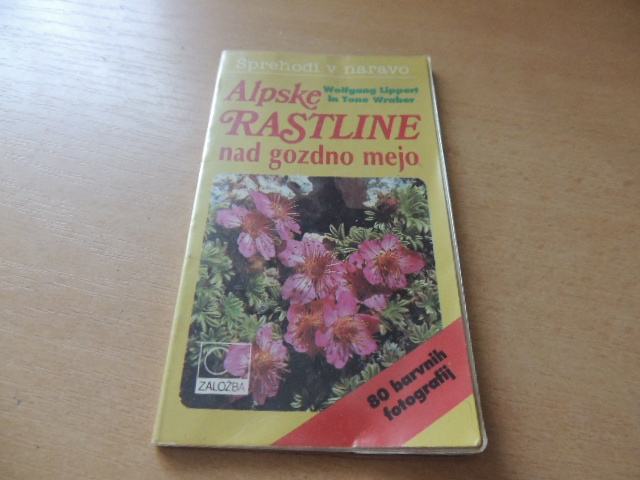 Sprehodi v naravo
Alpske
Wolfgang Lippert
in Tone Wraber
RASTLINE
nad gozdno mejo
ZALOŽBA
80 barvnih
fotografij